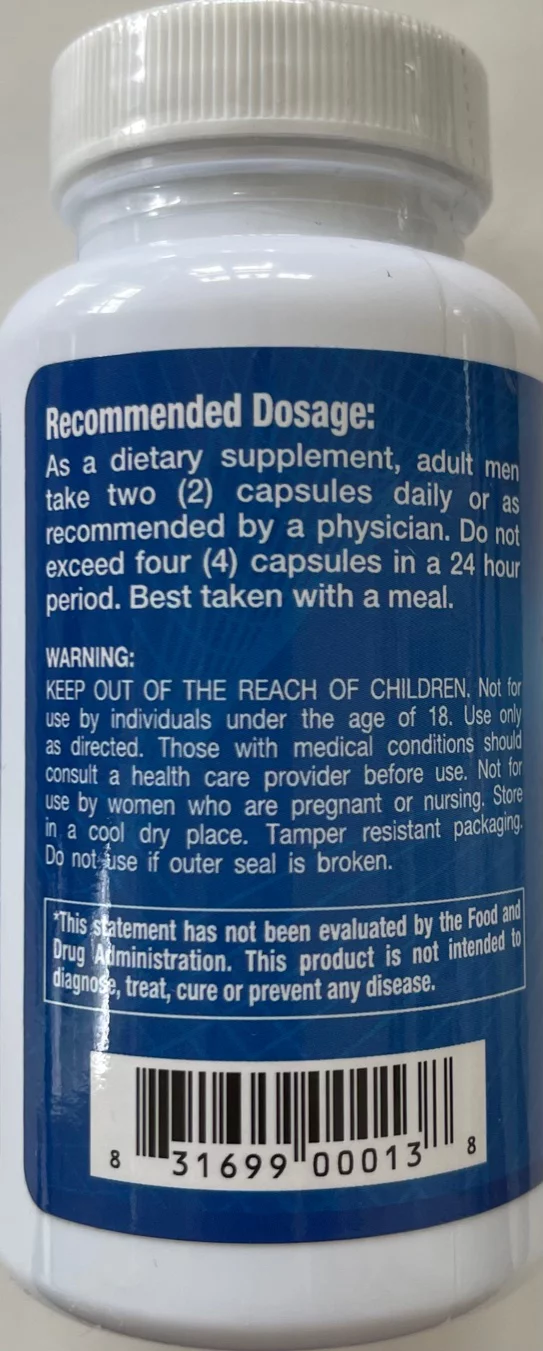 Recommended Dosage:
As a dietary supplement, adult men
take two (2) capsules daily or as
recommended by a physician. Do not
exceed four (4) capsules in a 24 hour
period. Best taken with a meal.
WARNING:
KEEP OUT OF THE REACH OF CHILDREN. Not for
use by individuals under the age of 18. Use only
as directed. Those with medical conditions should
consult a health care provider before use. Not for
use by women who are pregnant or nursing. Store
in a cool dry place. Tamper resistant packaging.
Do not use if outer seal is broken.
*This statement has not been evaluated by the Food and
Drug Administration. This product is not intended to
diagnose, treat, cure or prevent any disease.
8 31699 00013 8